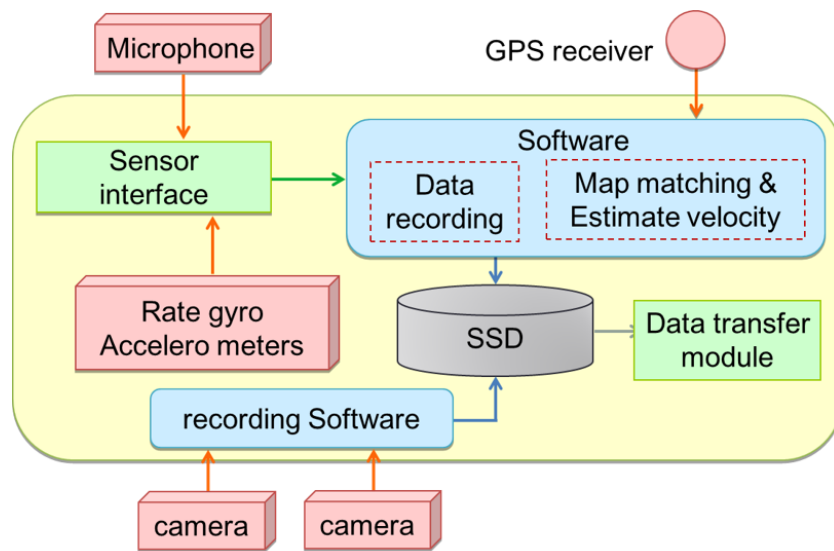 Microphone
GPS receiver
Sensor
interface
Software
Data
recording
Map matching &
Estimate velocity
Rate gyro
Accelero meters
SSD
Data transfer
module
recording Software
camera
camera